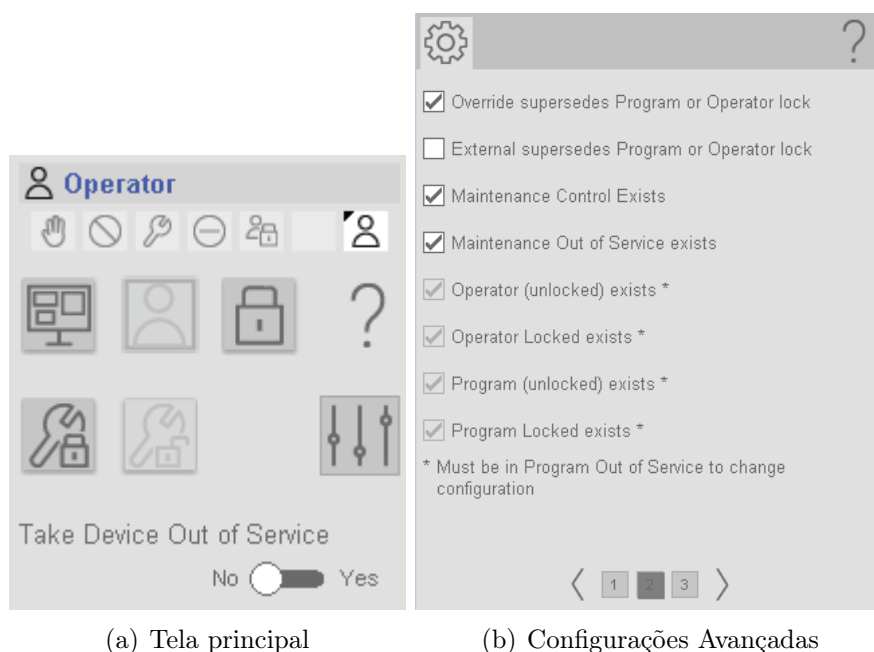 Operator
?
Take Device Out of Service
No Yes
(a) Tela principal
?
Override supersedes Program or Operator lock
External supersedes Program or Operator lock
Maintenance Control Exists
Maintenance Out of Service exists
Operator (unlocked) exists *
Operator Locked exists *
Program (unlocked) exists *
Program Locked exists *
* Must be in Program Out of Service to change
configuration
1 2 3
(b) Configurações Avançadas